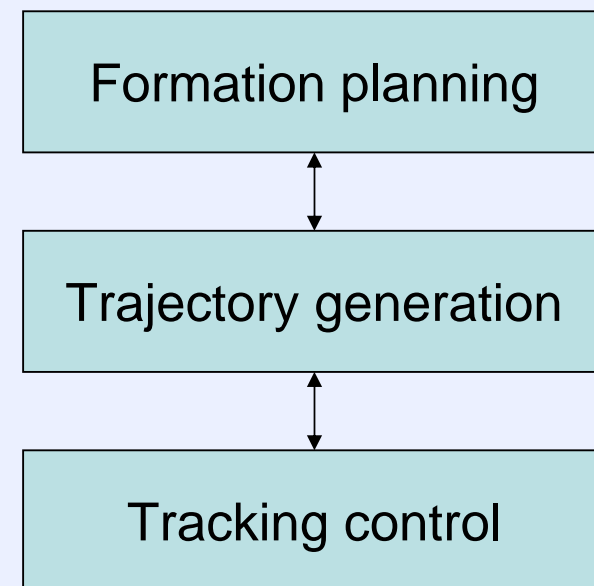 Formation planning
Trajectory generation
Tracking control